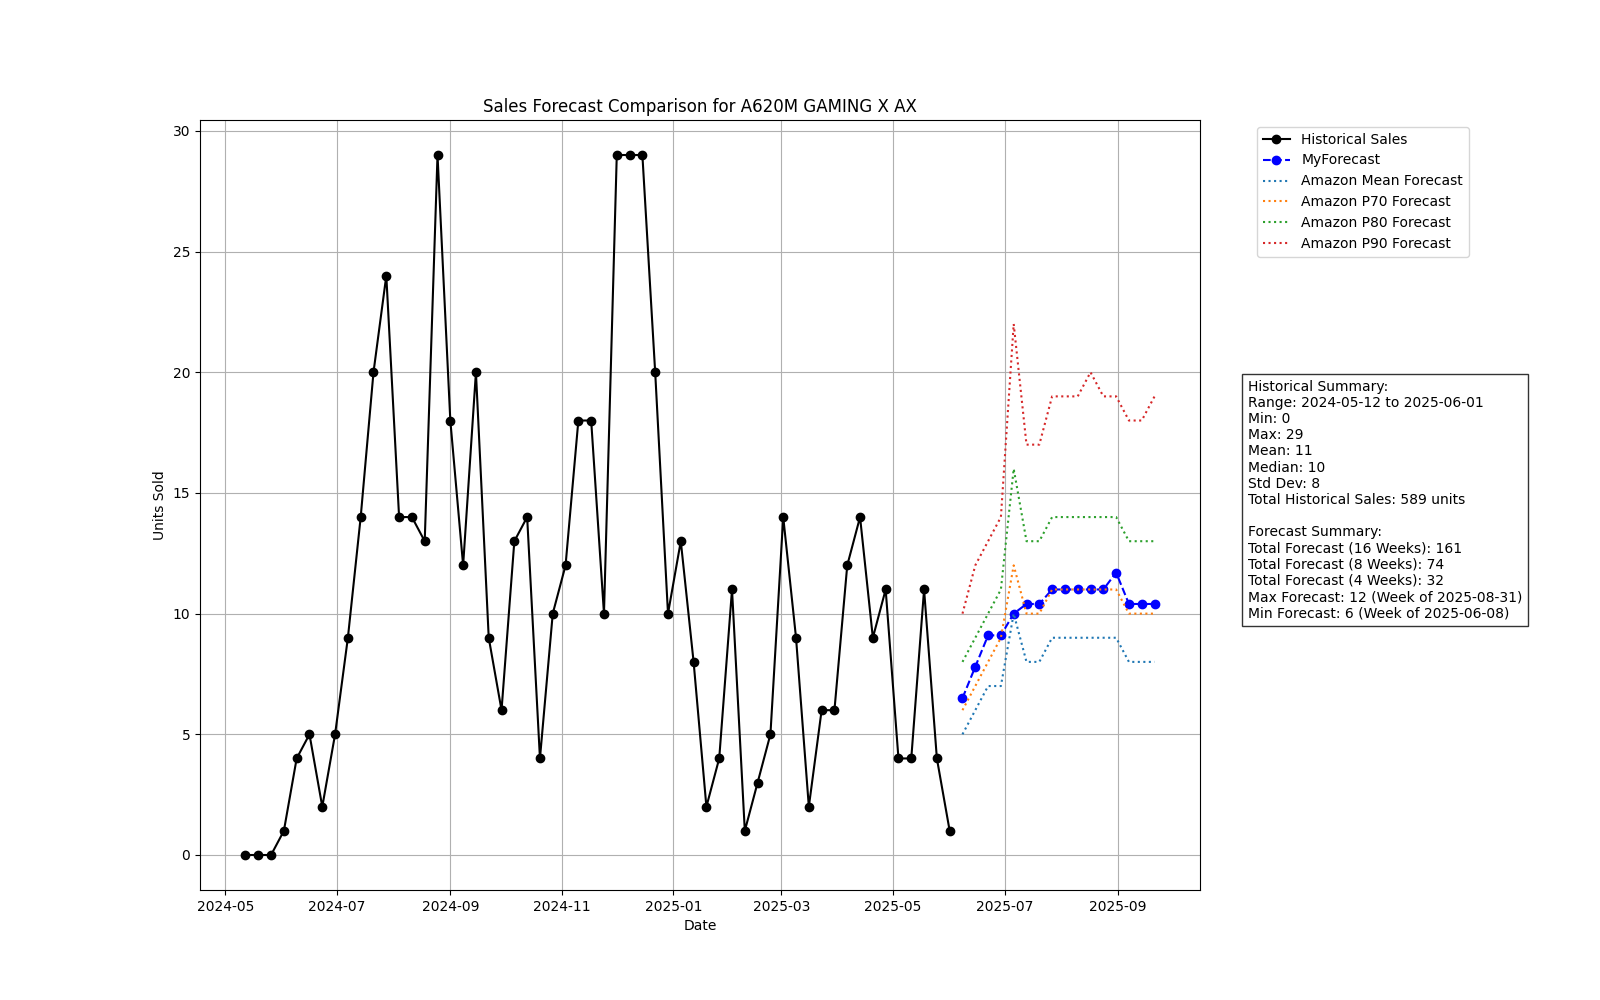 Sales Forecast Comparison for A620M GAMING X AX
30
25
20
15
10
5
0
Units Sold
2024-05
2024-07
2024-09
2024-11
2025-01
2025-03
2025-05
2025-07
2025-09
Date
Historical Sales
MyForecast
Amazon Mean Forecast
Amazon P70 Forecast
Amazon P80 Forecast
Amazon P90 Forecast
Historical Summary:
Range: 2024-05-12 to 2025-06-01
Min: 0
Max: 29
Mean: 11
Median: 10
Std Dev: 8
Total Historical Sales: 589 units
Forecast Summary:
Total Forecast (16 Weeks): 161
Total Forecast (8 Weeks): 74
Total Forecast (4 Weeks): 32
Max Forecast: 12 (Week of 2025-08-31)
Min Forecast: 6 (Week of 2025-06-08)